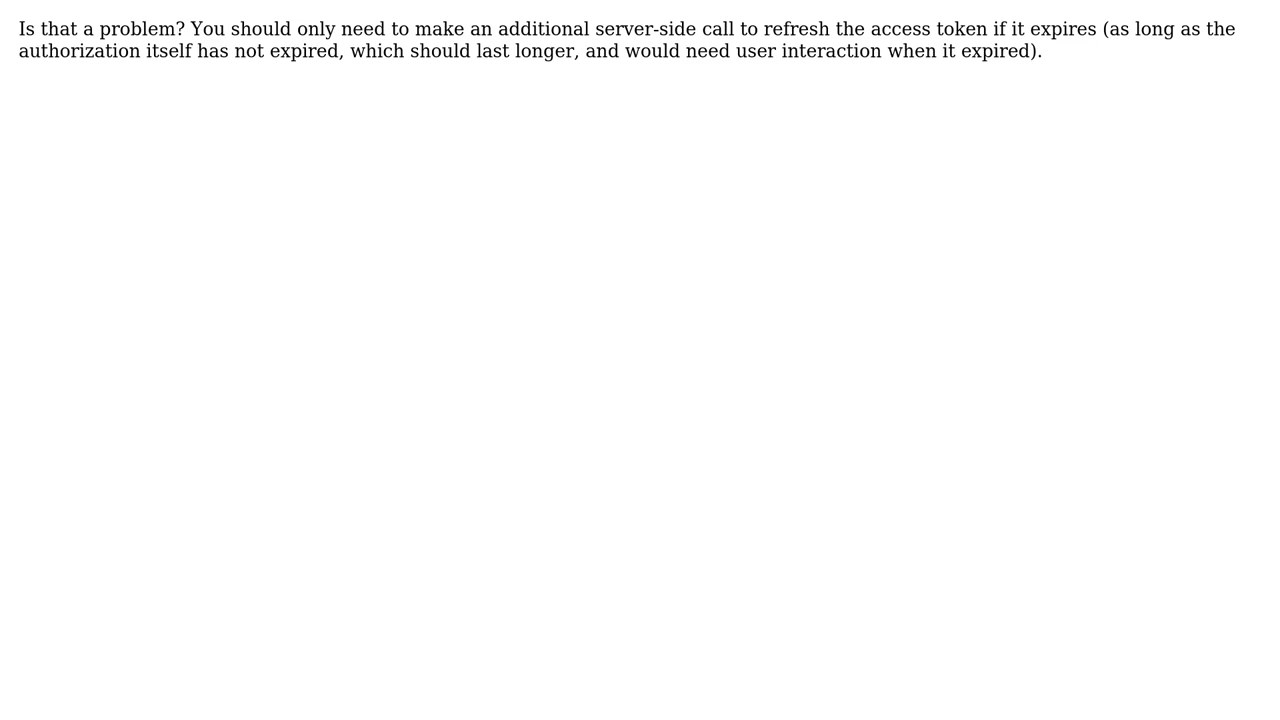 Is that a problem? You should only need to make an additional server-side call to refresh the access token if it expires (as long as the
authorization itself has not expired, which should last longer, and would need user interaction when it expired).